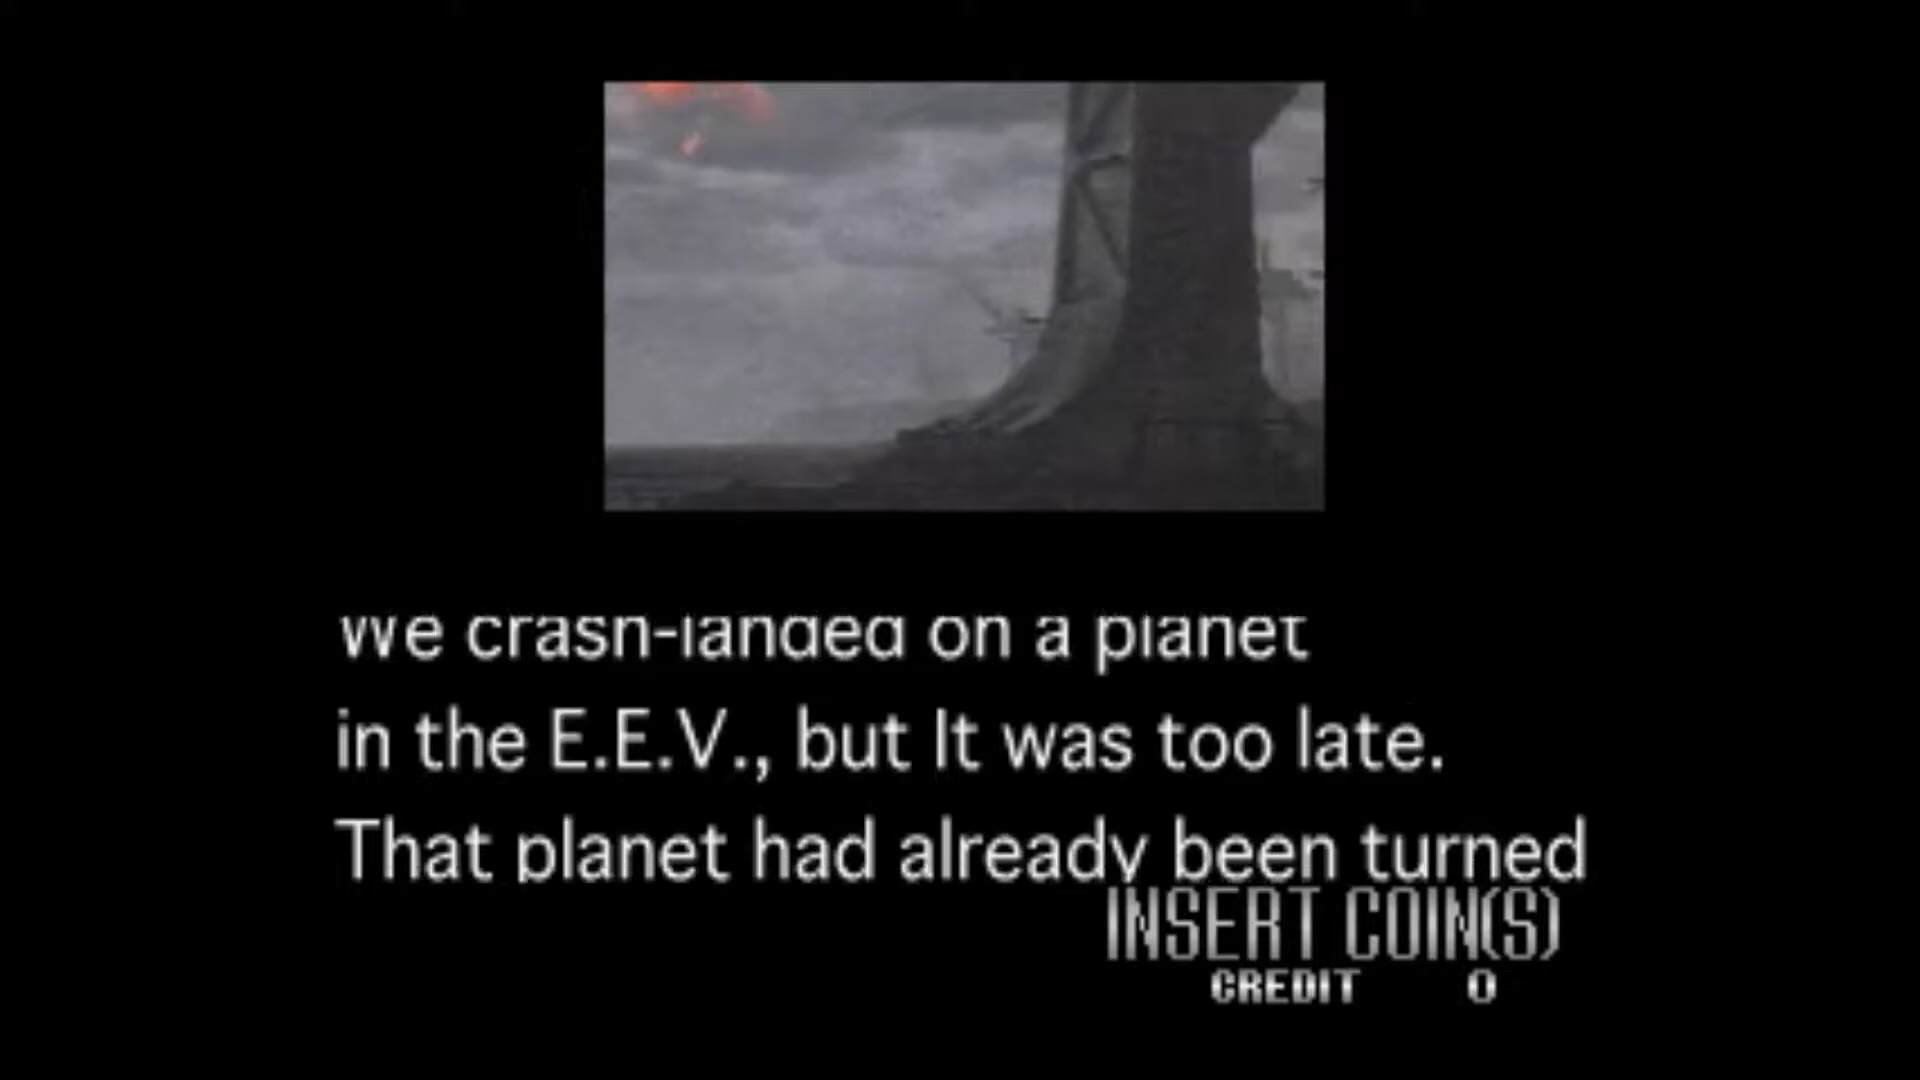 We crash-landed on a planet
in the E.E.V., but It was too late.
That planet had already been turned
INSERT COIN(S)
CREDIT 0